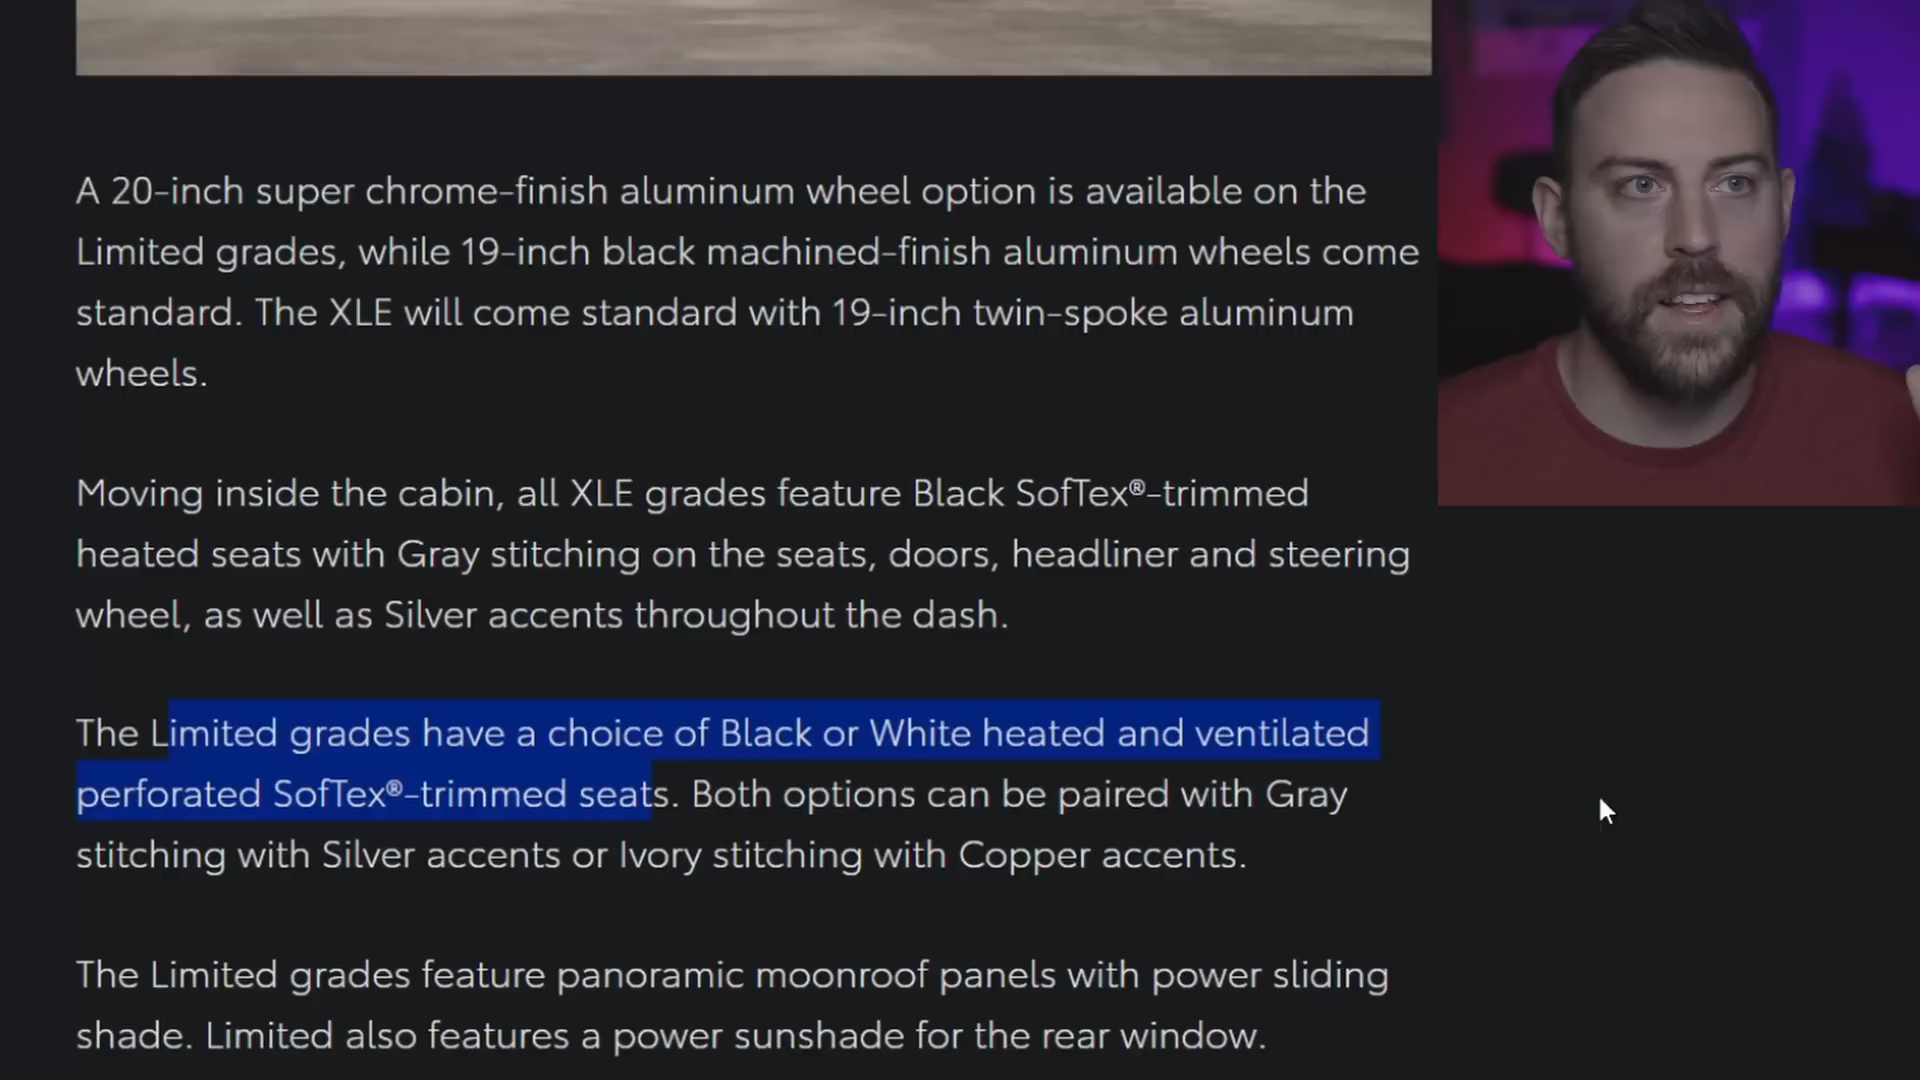 A 20-inch super chrome-finish aluminum wheel option is available on the
Limited grades, while 19-inch black machined-finish aluminum wheels come
standard. The XLE will come standard with 19-inch twin-spoke aluminum
wheels.
Moving inside the cabin, all XLE grades feature Black SofTex®-trimmed
heated seats with Gray stitching on the seats, doors, headliner and steering
wheel, as well as Silver accents throughout the dash.
The Limited grades have a choice of Black or White heated and ventilated
perforated SofTex®-trimmed seats. Both options can be paired with Gray
stitching with Silver accents or Ivory stitching with Copper accents.
The Limited grades feature panoramic moonroof panels with power sliding
shade. Limited also features a power sunshade for the rear window.